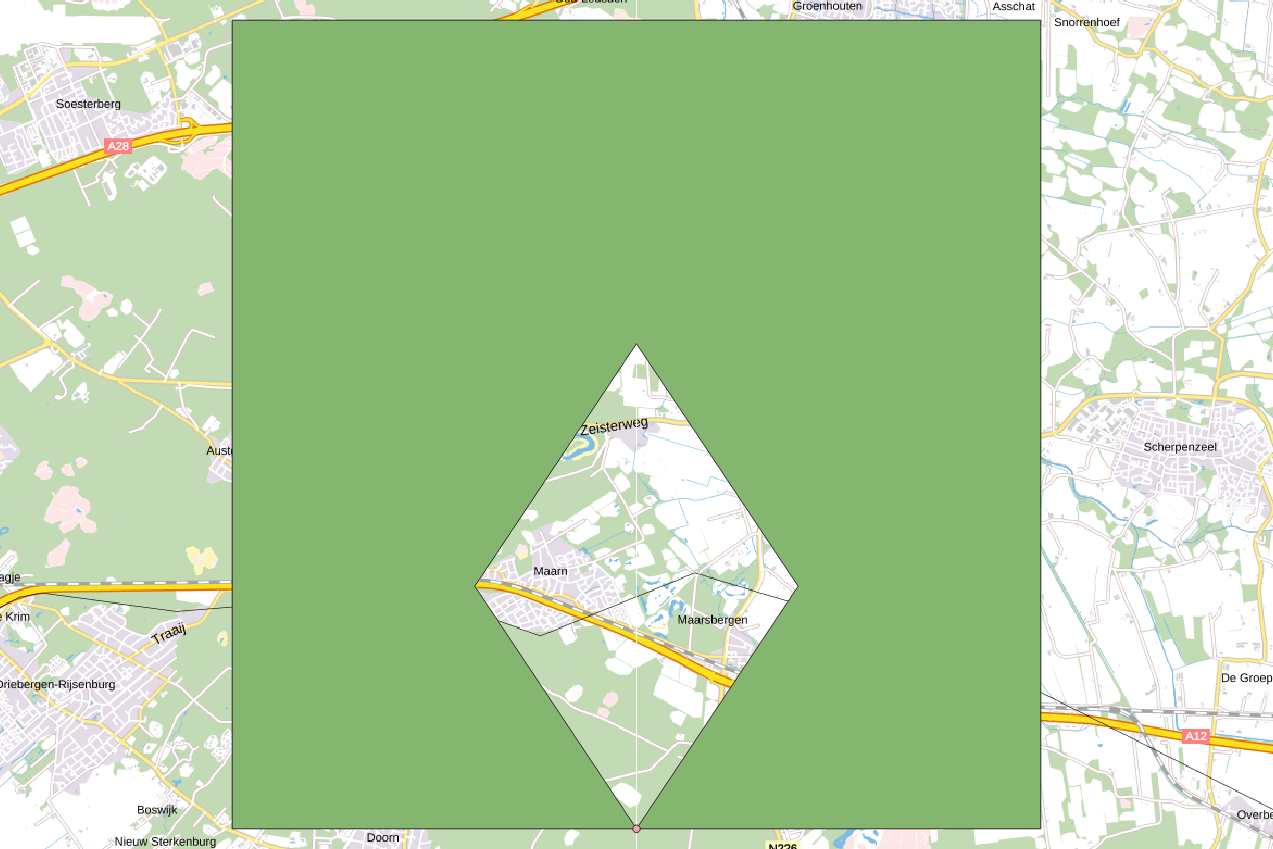 Groenhouten
Asschat
Snorrenhoef
Soesterberg
A28
Zeisterweg
Scherpenzeel
Maarn
Maarsbergen
Traaij
De Groep
Driebergen-Rijsenburg
A12
Boswijk
Doorn
Nieuw Sterkenburg
N226